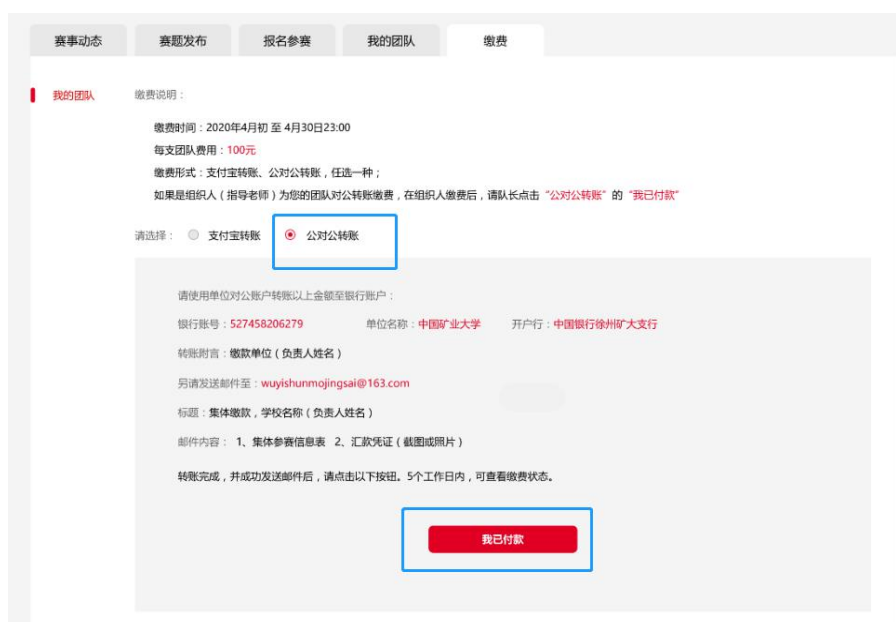 赛事动态 赛题发布 报名参赛 我的团队 缴费
我的团队 缴费说明：
缴费时间：2020年4月初 至 4月30日23:00
每支团队费用：100元
缴费形式：支付宝转账、公对公转账，任选一种；
如果是组织人（指导老师）为您的团队对公转账缴费，在组织人缴费后，请队长点击“公对公转账”的“我已付款”
请选择： 支付宝转账 公对公转账
请使用单位对公账户转账以上金额至银行账户：
银行账号：527458206279 单位名称：中国矿业大学 开户行：中国银行徐州矿大支行
转账附言：缴款单位（负责人姓名）
另请发送邮件至：wuyishunmojingsai@163.com
标题：集体缴款，学校名称（负责人姓名）
邮件内容： 1、集体参赛信息表 2、汇款凭证（截图或照片）
转账完成，并成功发送邮件后，请点击以下按钮。5个工作日内，可查看缴费状态。
我已付款